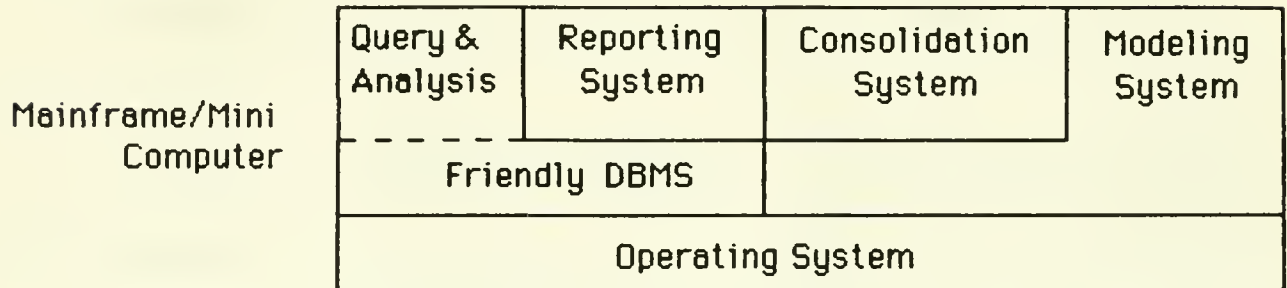 Mainframe/Mini
Computer
Query &
Analysis
Reporting
System
Consolidation
System
Modeling
System
Friendly DBMS
Operating System